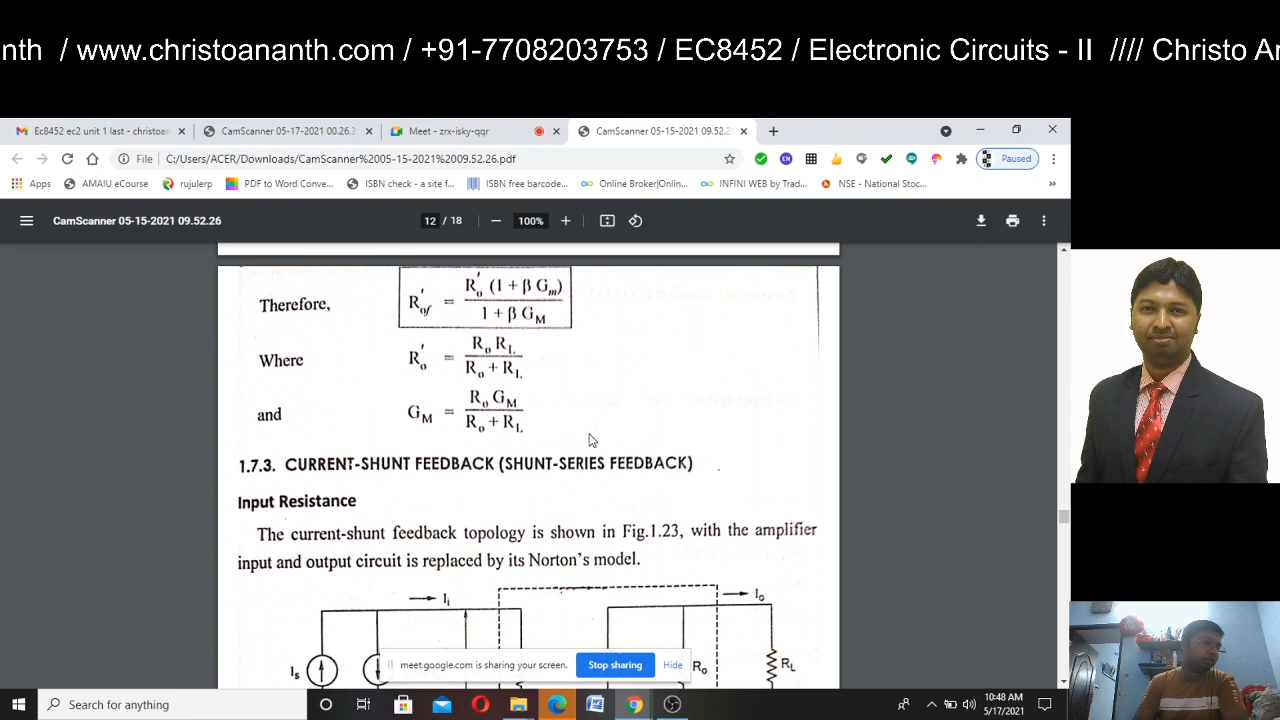 nth / www.christoananth.com / +91-7708203753 / EC8452 / Electronic Circuits - II //// Christo An
Ec8452 ec2 unit 1 last - christoan
CamScanner 05-17-2021 00.26.3
Meet - zrx-isky-qqr
CamScanner 05-15-2021 09.52.2
File C:/Users/ACER/Downloads/CamScanner%2005-15-2021%2009.52.26.pdf
EN
Paused
Apps AMAIU eCourse rujulerp PDF to Word Conve... ISBN check - a site f... ISBN free barcode... Online Broker|Onlin... INFINI WEB by Trad... NSE - National Stoc... »
CamScanner 05-15-2021 09.52.26 12 / 18 — 100% +
Therefore, R'of = R'o (1 + β Gm) / 1 + β GM
Where R'o = Ro RL / Ro + RL
and GM = Ro GM / Ro + RL
1.7.3. CURRENT-SHUNT FEEDBACK (SHUNT-SERIES FEEDBACK)
Input Resistance
The current-shunt feedback topology is shown in Fig.1.23, with the amplifier
input and output circuit is replaced by its Norton's model.
Ii
Io
Is
Ro
RL
meet.google.com is sharing your screen. Stop sharing Hide
Search for anything
10:48 AM
5/17/2021